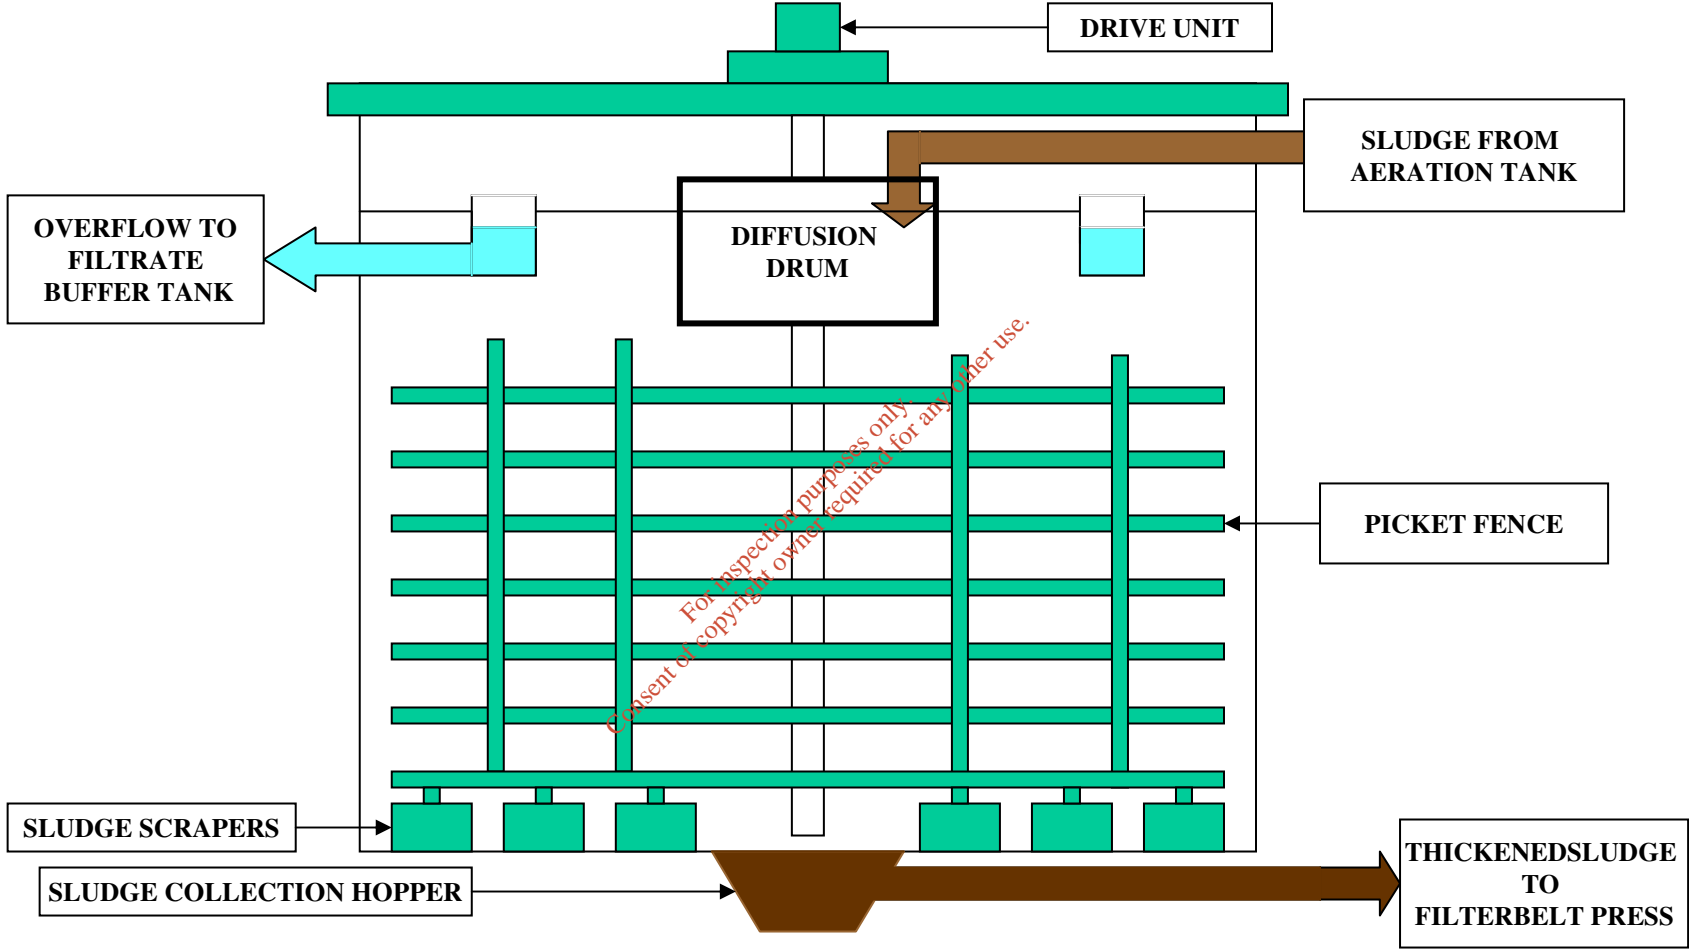 DRIVE UNIT
SLUDGE FROM
AERATION TANK
OVERFLOW TO
FILTRATE
BUFFER TANK
DIFFUSION
DRUM
For inspection purposes only.
Consent of copyright owner required for any other use.
PICKET FENCE
SLUDGE SCRAPERS
SLUDGE COLLECTION HOPPER
THICKENEDSLUDGE
TO
FILTERBELT PRESS